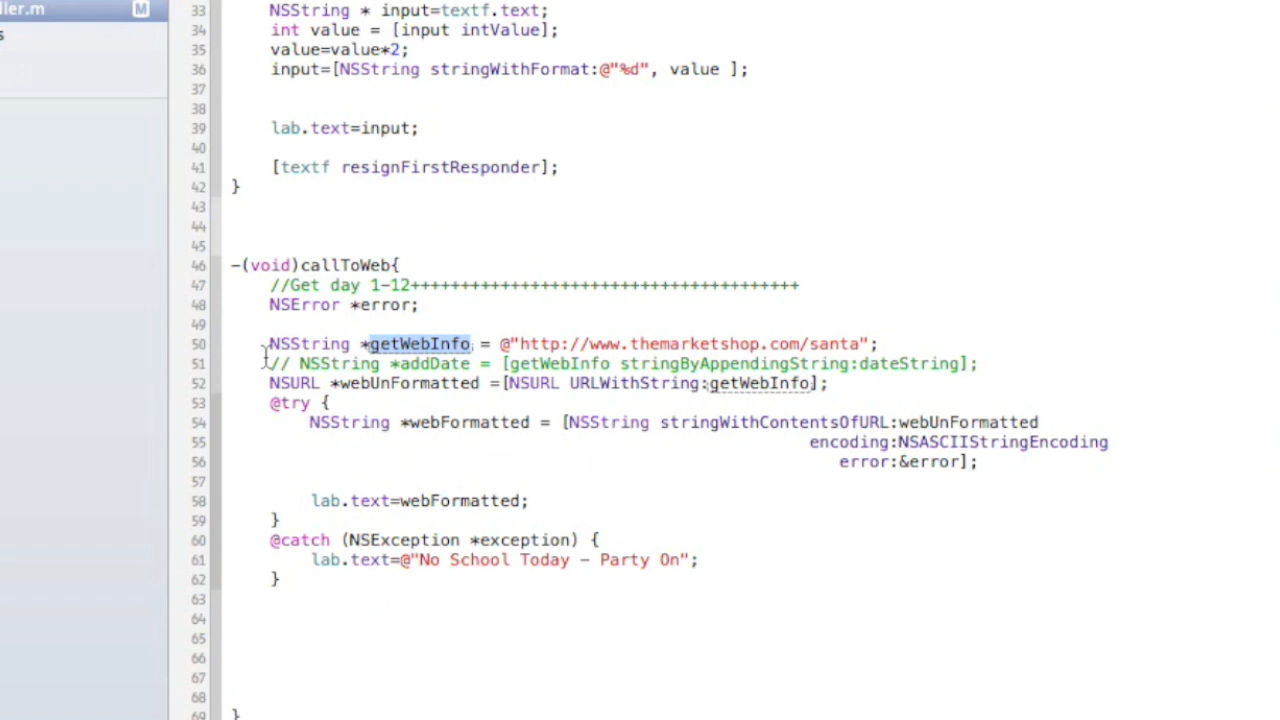 ller.m M
s
33 NSString * input=textf.text;
34 int value = [input intValue];
35 value=value*2;
36 input=[NSString stringWithFormat:@"%d", value ];
37
38
39 lab.text=input;
40
41 [textf resignFirstResponder];
42 }
43
44
45
46 -(void)callToWeb{
47 //Get day 1-12+++++++++++++++++++++++++++++++++++++++
48 NSError *error;
49
50 NSString *getWebInfo = @"http://www.themarketshop.com/santa";
51 // NSString *addDate = [getWebInfo stringByAppendingString:dateString];
52 NSURL *webUnFormatted =[NSURL URLWithString:getWebInfo];
53 @try {
54 NSString *webFormatted = [NSString stringWithContentsOfURL:webUnFormatted
55 encoding:NSASCIIStringEncoding
56 error:&error];
57
58 lab.text=webFormatted;
59 }
60 @catch (NSException *exception) {
61 lab.text=@"No School Today - Party On";
62 }
63
64
65
66
67
68
69 }